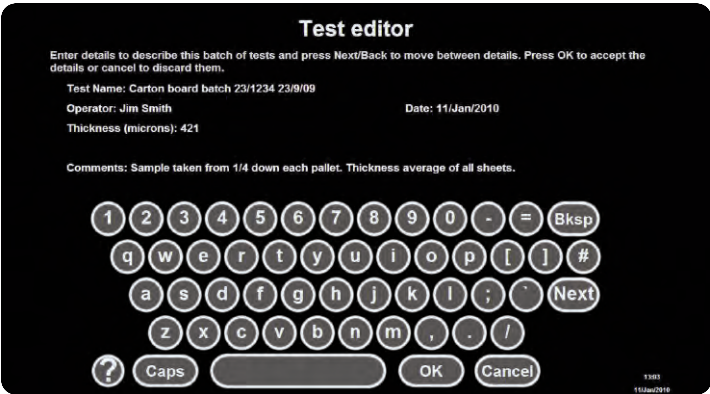 Test editor
Enter details to describe this batch of tests and press Next/Back to move between details. Press OK to accept the
details or cancel to discard them.
Test Name: Carton board batch 23/1234 23/9/09
Operator: Jim Smith Date: 11/Jan/2010
Thickness (microns): 421
Comments: Sample taken from 1/4 down each pallet. Thickness average of all sheets.
1 2 3 4 5 6 7 8 9 0 - = Bksp
q w e r t y u i o p [ ] #
a s d f g h j k l ; ` Next
z x c v b n m , . /
? Caps OK Cancel
11/Jan/2010